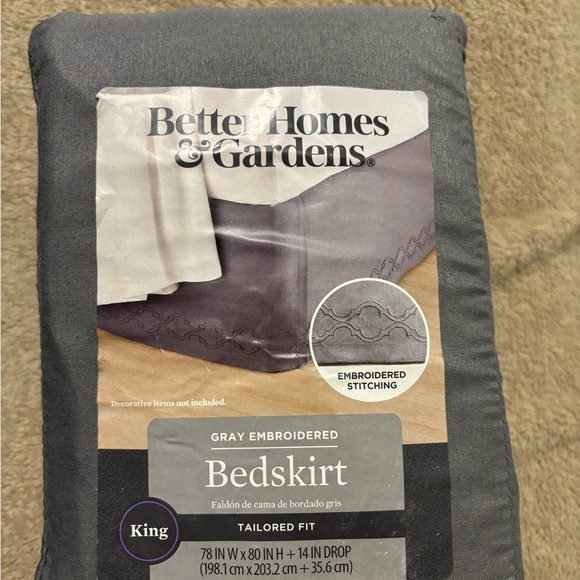 Better Homes
& Gardens®
EMBROIDERED
STITCHING
Decorative items not included.
GRAY EMBROIDERED
Bedskirt
Faldón de cama de bordado gris
King
TAILORED FIT
78 IN W x 80 IN H + 14 IN DROP
(198.1 cm x 203.2 cm + 35.6 cm)